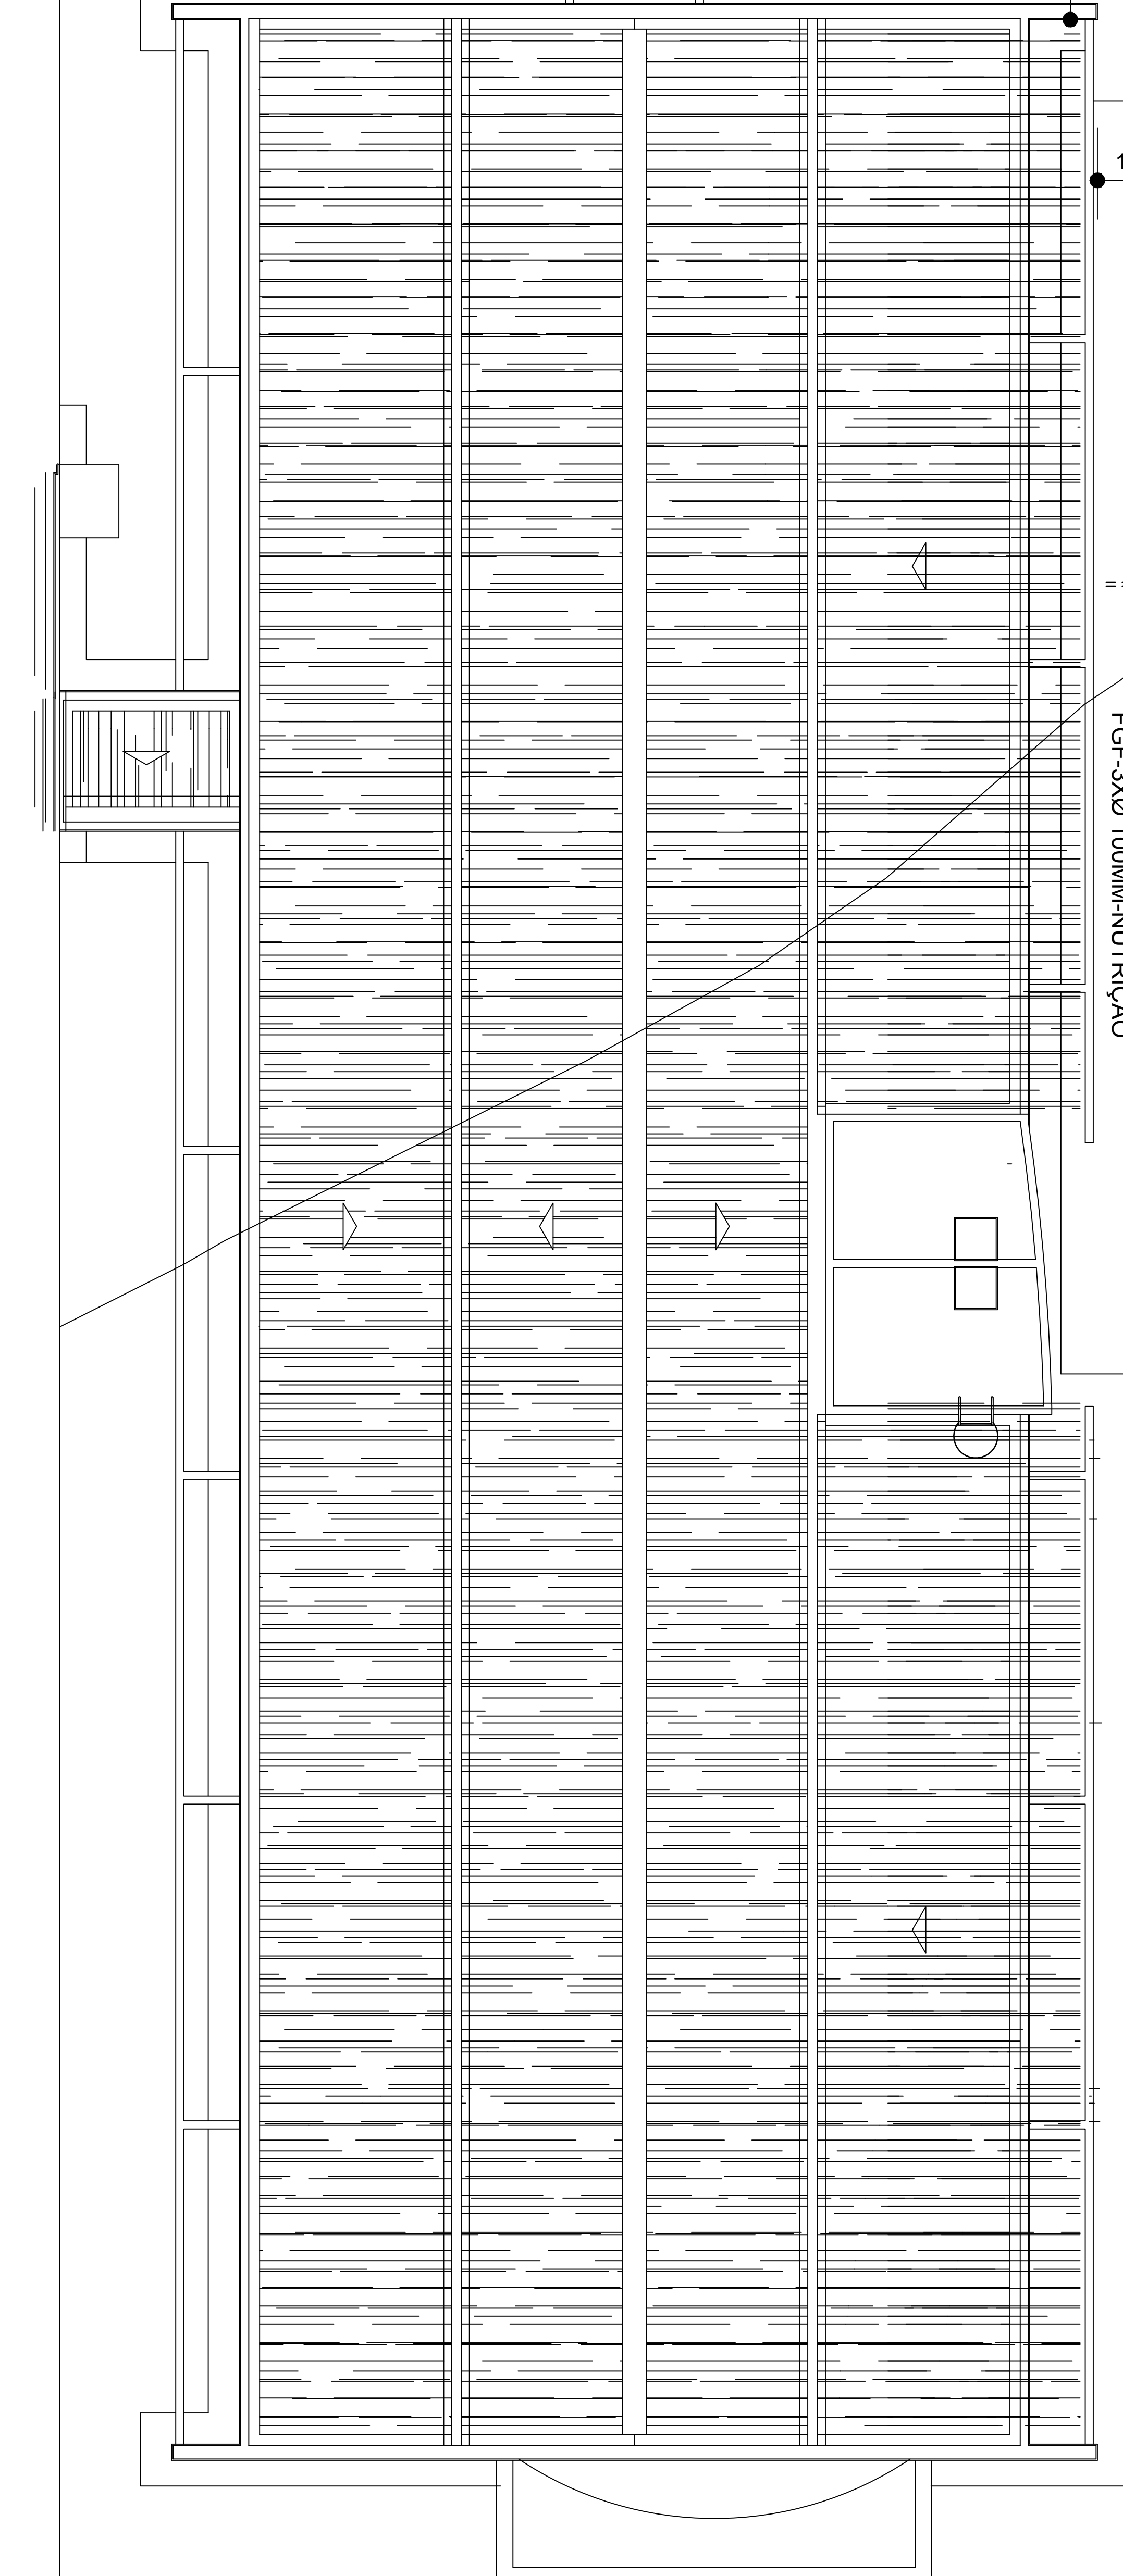 1
= =
FGF-3XØ 100MM-NUTRIÇÃO